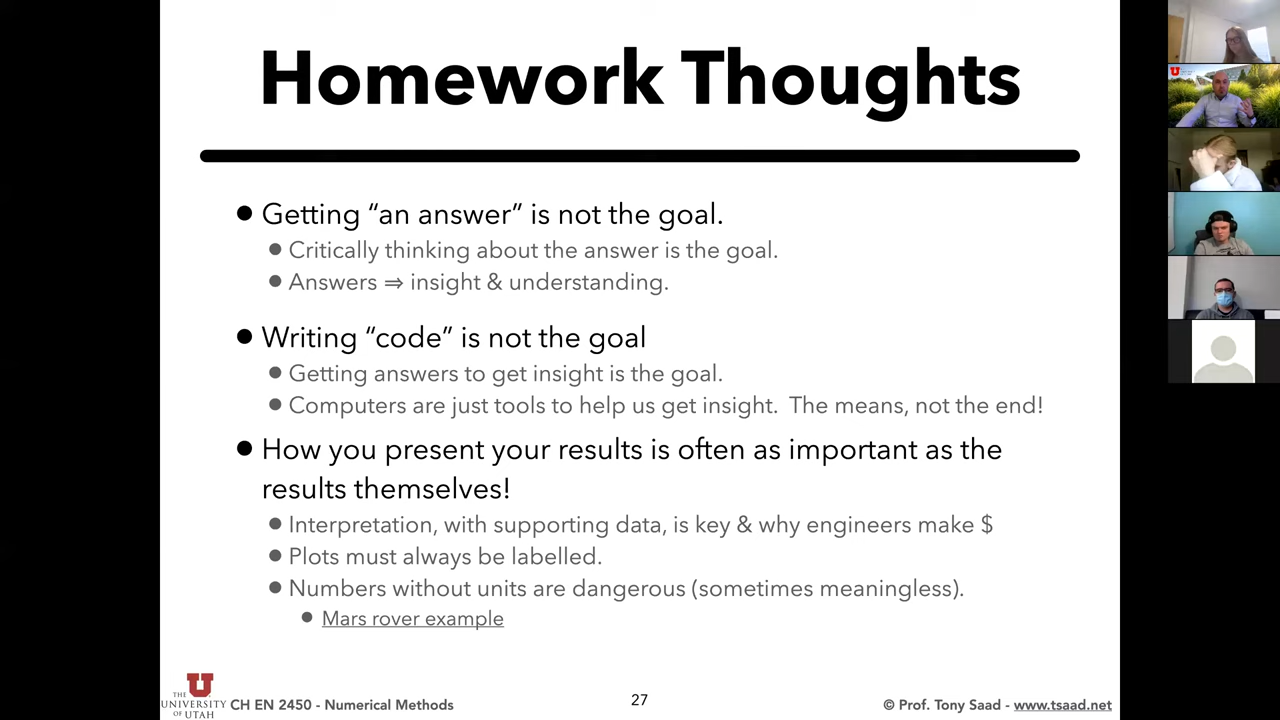 Homework Thoughts
● Getting “an answer” is not the goal.
● Critically thinking about the answer is the goal.
● Answers ⇒ insight & understanding.
● Writing “code” is not the goal
● Getting answers to get insight is the goal.
● Computers are just tools to help us get insight. The means, not the end!
● How you present your results is often as important as the
results themselves!
● Interpretation, with supporting data, is key & why engineers make $
● Plots must always be labelled.
● Numbers without units are dangerous (sometimes meaningless).
● Mars rover example
U
THE
UNIVERSITY
OF UTAH
CH EN 2450 - Numerical Methods
27
© Prof. Tony Saad - www.tsaad.net
U